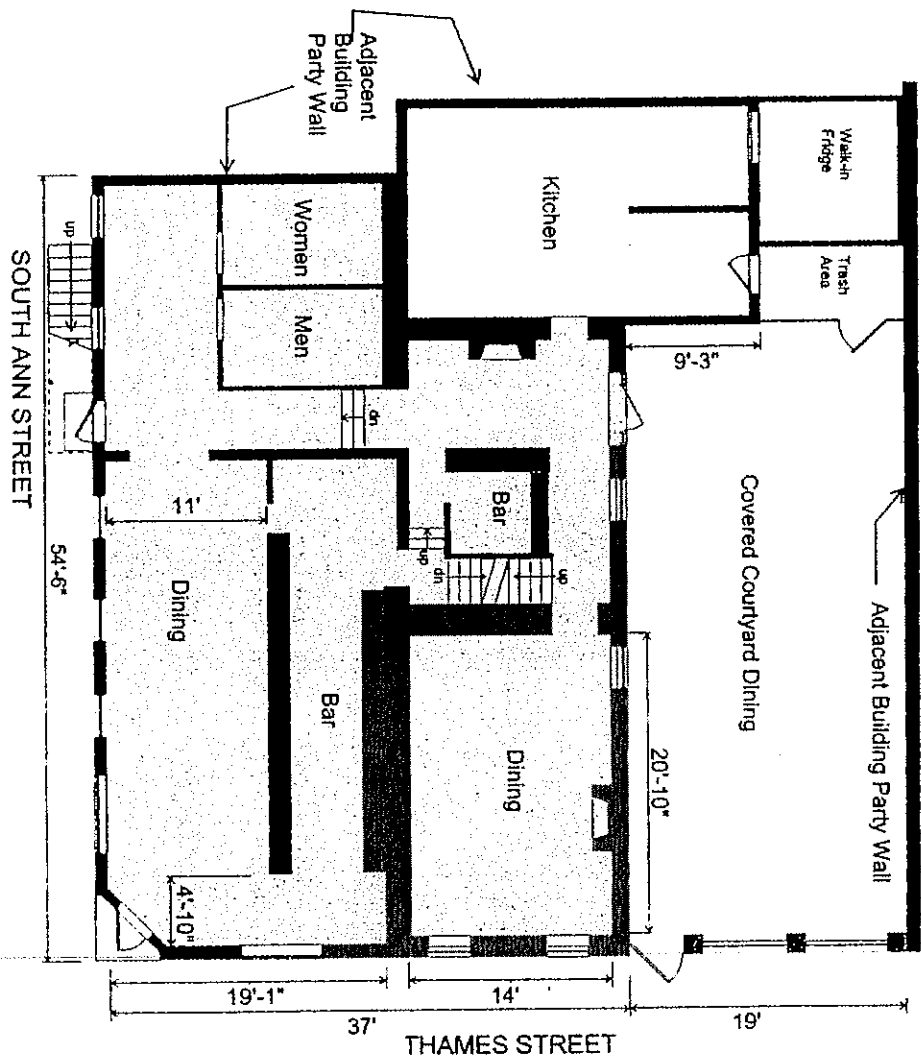 Adjacent
Building
Party Wall
Walk-in
Fridge
Trash
Area
Kitchen
Women
Men
up
dn
9'-3"
SOUTH ANN STREET
54'-6"
11'
Bar
up
dn
up
Covered Courtyard Dining
Adjacent Building Party Wall
Dining
Bar
Dining
20'-10"
4'-10"
19'-1"
14'
37'
19'
THAMES STREET